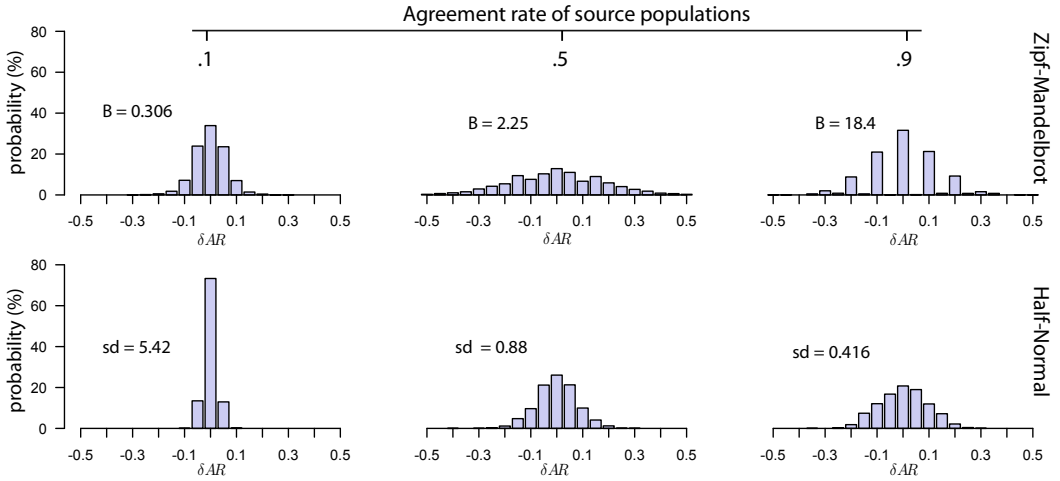 Agreement rate of source populations
.1 .5 .9
probability (%)
80
60
40
20
0
B = 0.306
B = 2.25
B = 18.4
Zipf-Mandelbrot
-0.5 -0.3 -0.1 0.1 0.3 0.5
δAR
-0.5 -0.3 -0.1 0.1 0.3 0.5
δAR
-0.5 -0.3 -0.1 0.1 0.3 0.5
δAR
probability (%)
80
60
40
20
0
sd = 5.42
sd = 0.88
sd = 0.416
Half-Normal
-0.5 -0.3 -0.1 0.1 0.3 0.5
δAR
-0.5 -0.3 -0.1 0.1 0.3 0.5
δAR
-0.5 -0.3 -0.1 0.1 0.3 0.5
δAR